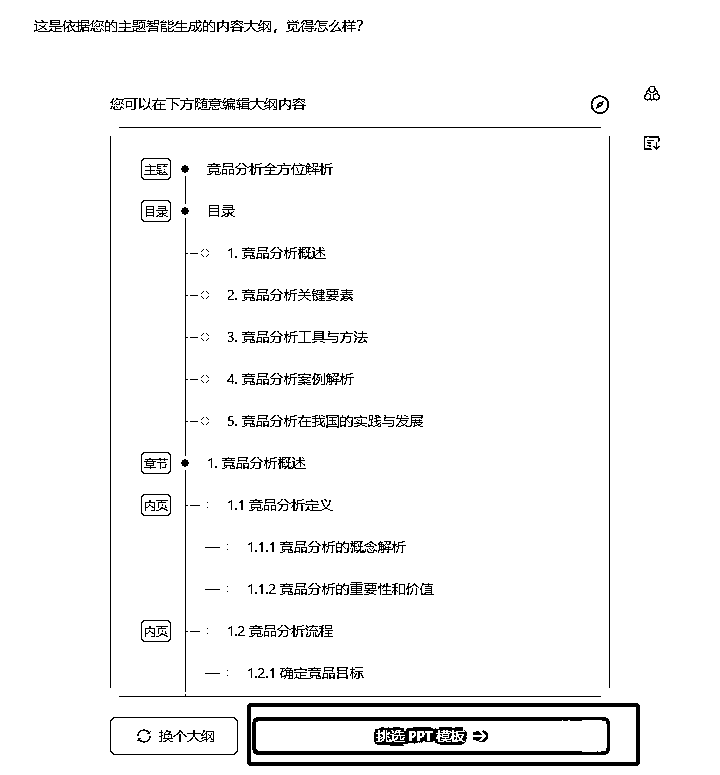 这是依据您的主题智能生成的内容大纲，觉得怎么样？
您可以在下方随意编辑大纲内容
主题 竞品分析全方位解析
目录 目录
1. 竞品分析概述
2. 竞品分析关键要素
3. 竞品分析工具与方法
4. 竞品分析案例解析
5. 竞品分析在我国的实践与发展
章节 1. 竞品分析概述
内页 1.1 竞品分析定义
1.1.1 竞品分析的概念解析
1.1.2 竞品分析的重要性和价值
内页 1.2 竞品分析流程
1.2.1 确定竞品目标
换个大纲 挑选 PPT 模板